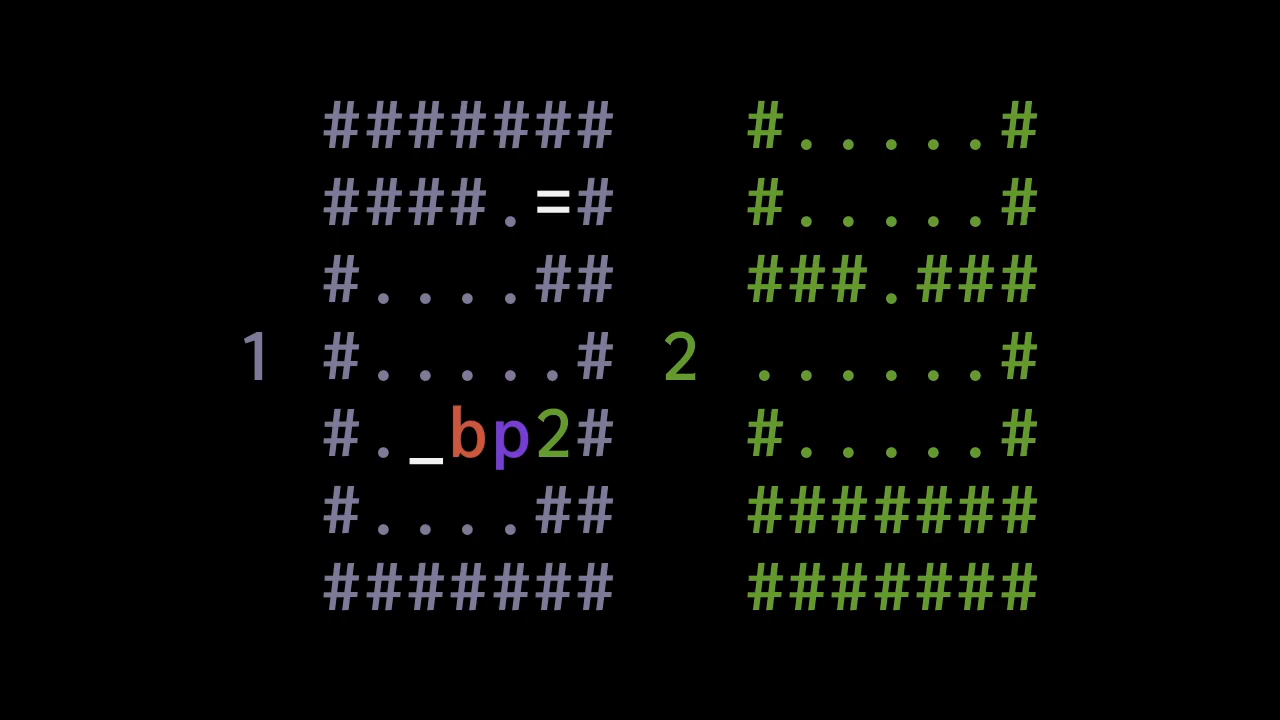 #######   #.....#
  ####.=#   #.....#
  #....##   ###.###
1 #.....# 2 ......#
  #._bp2#   #.....#
  #....##   #######
  #######   #######